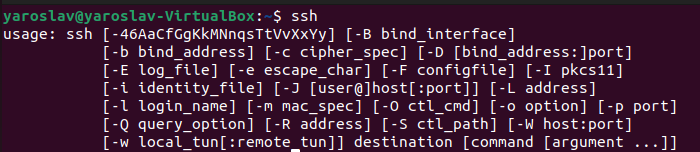 yaroslav@yaroslav-VirtualBox:~$ ssh
usage: ssh [-46AaCfGgKkMNnqsTtVvXxYy] [-B bind_interface]
[-b bind_address] [-c cipher_spec] [-D [bind_address:]port]
[-E log_file] [-e escape_char] [-F configfile] [-I pkcs11]
[-i identity_file] [-J [user@]host[:port]] [-L address]
[-l login_name] [-m mac_spec] [-O ctl_cmd] [-o option] [-p port]
[-Q query_option] [-R address] [-S ctl_path] [-W host:port]
[-w local_tun[:remote_tun]] destination [command [argument ...]]